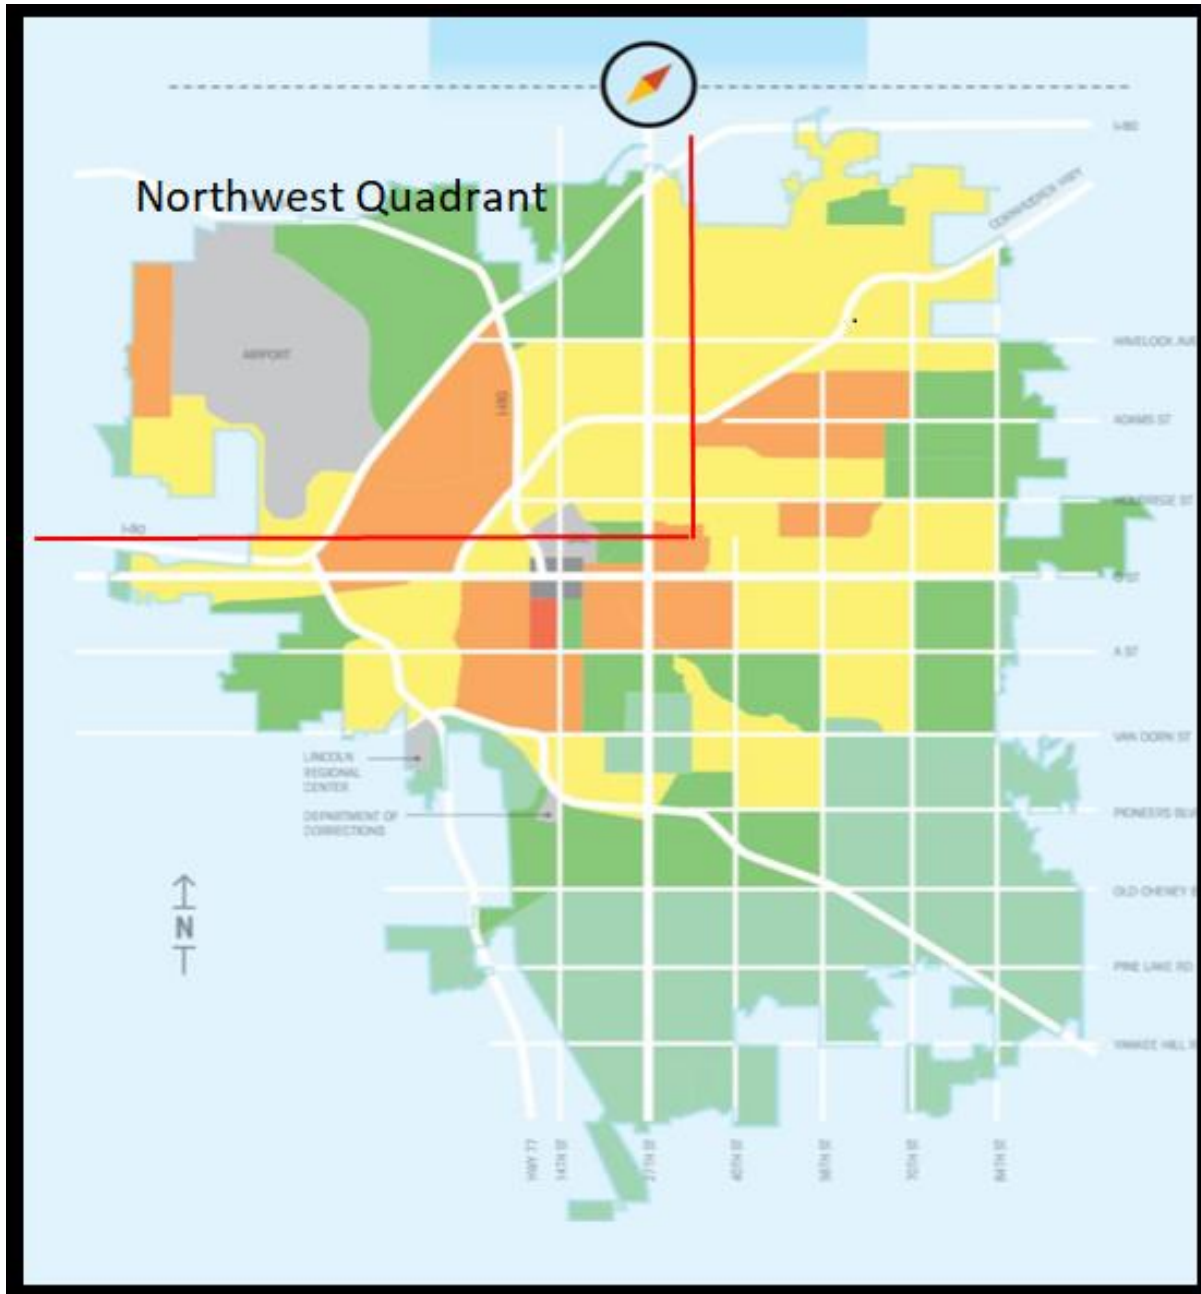 I-80
CORNHUSKER HWY
Northwest Quadrant
AIRPORT
HAVELOCK AVE
I-180
ADAMS ST
HOLDREGE ST
I-80
O ST
A ST
VAN DORN ST
LINCOLN
REGIONAL
CENTER
DEPARTMENT OF
CORRECTIONS
PIONEERS BLV
OLD CHENEY
N
PINE LAKE RD
YANKEE HILL
HWY 77
14TH ST
27TH ST
40TH ST
56TH ST
70TH ST
84TH ST